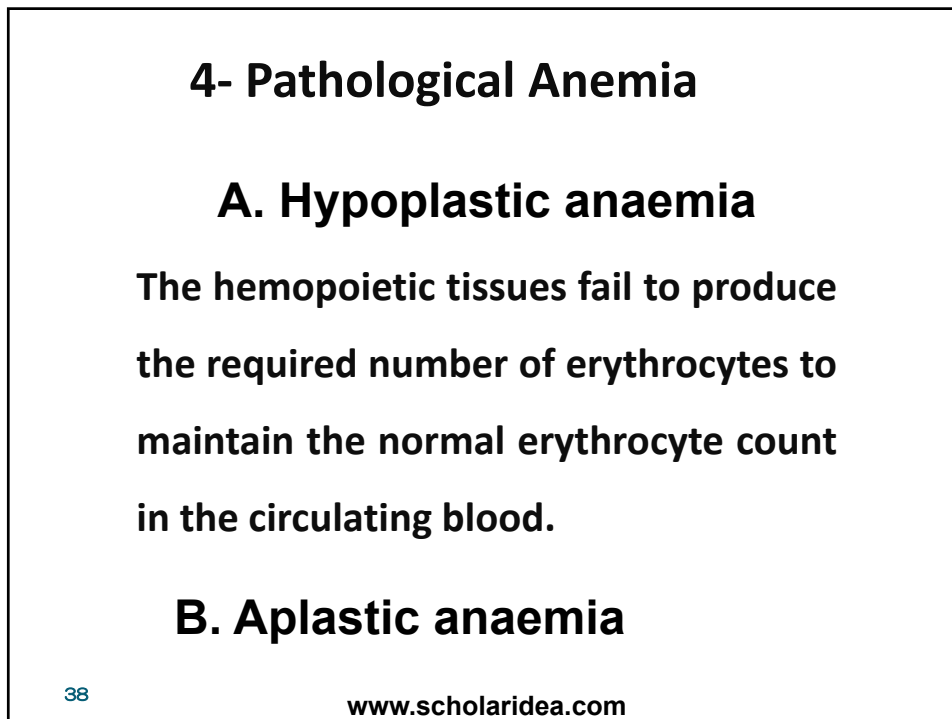 4- Pathological Anemia
A. Hypoplastic anaemia
The hemopoietic tissues fail to produce
the required number of erythrocytes to
maintain the normal erythrocyte count
in the circulating blood.
B. Aplastic anaemia
38
www.scholaridea.com